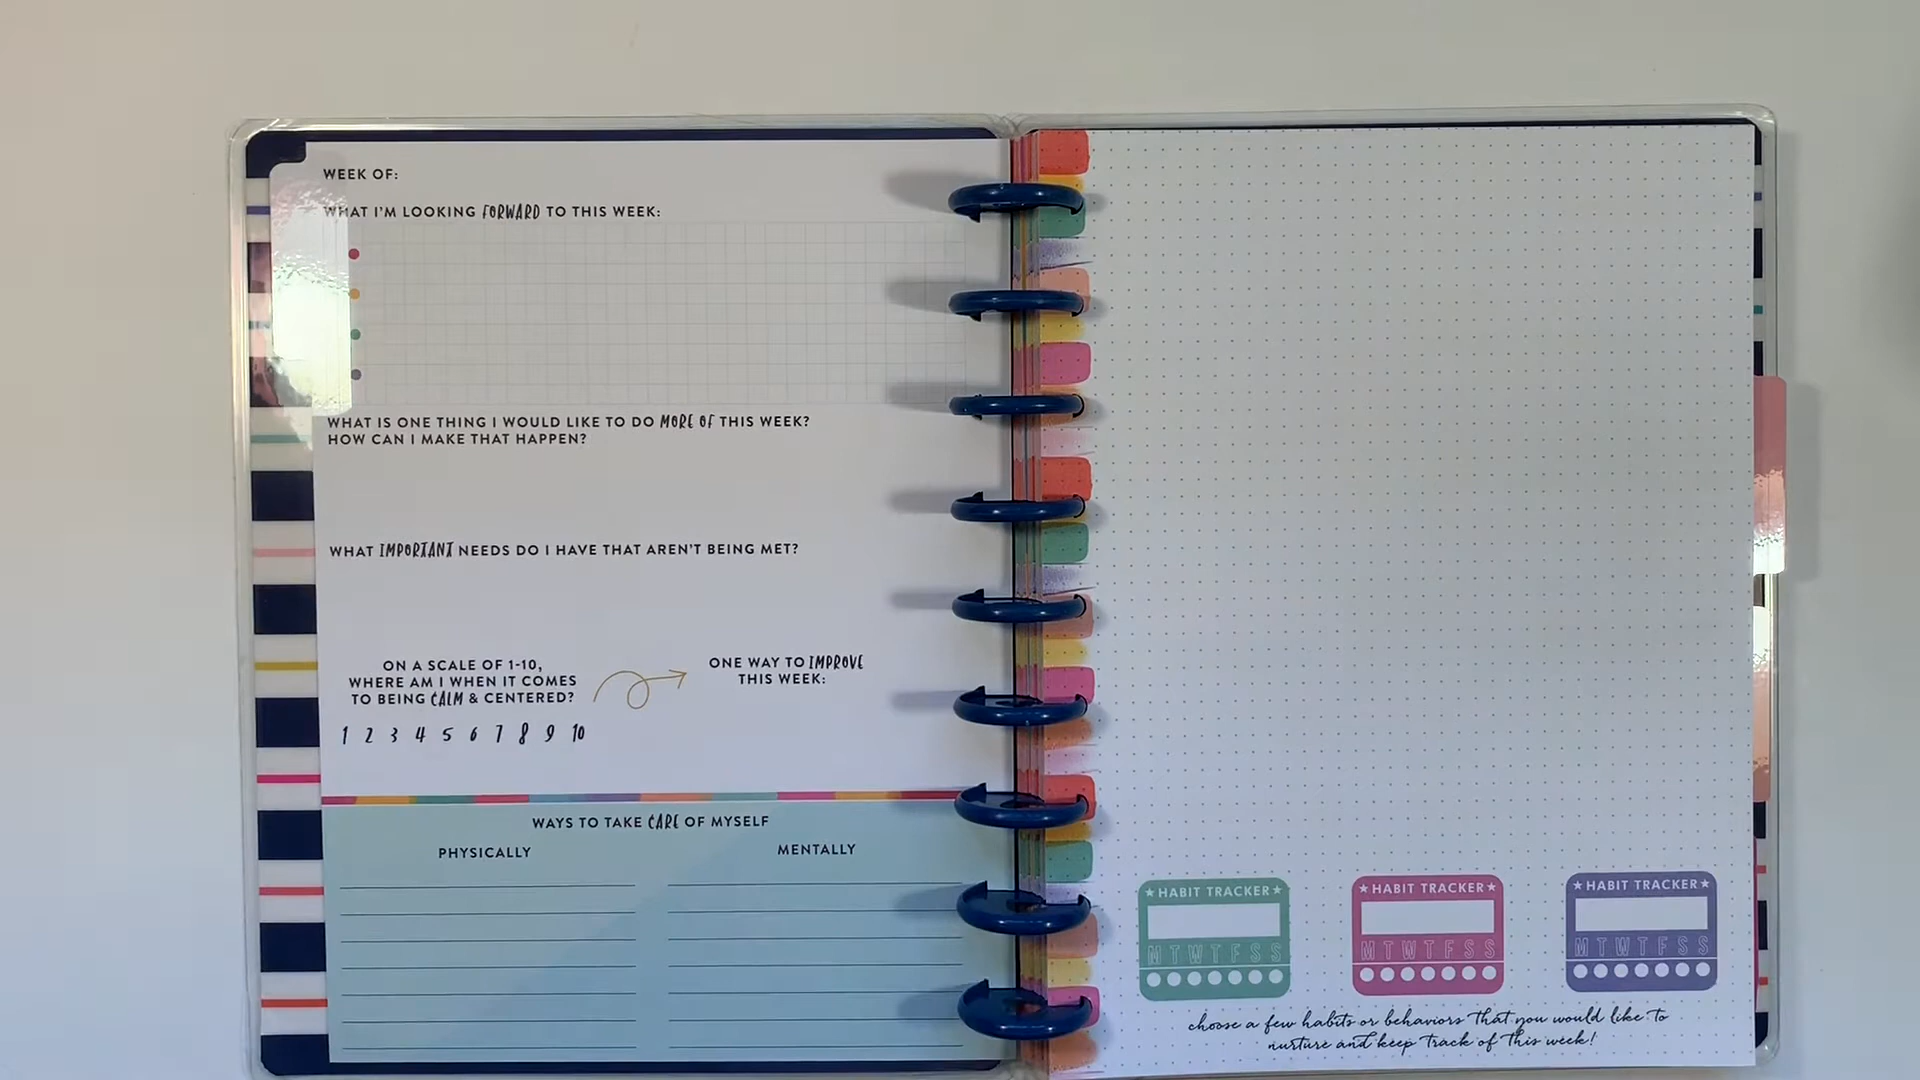 WEEK OF:
WHAT I'M LOOKING FORWARD TO THIS WEEK:
WHAT IS ONE THING I WOULD LIKE TO DO MORE OF THIS WEEK?
HOW CAN I MAKE THAT HAPPEN?
WHAT IMPORTANT NEEDS DO I HAVE THAT AREN'T BEING MET?
ON A SCALE OF 1-10,
WHERE AM I WHEN IT COMES
TO BEING CALM & CENTERED?
1 2 3 4 5 6 7 8 9 10
ONE WAY TO IMPROVE
THIS WEEK:
WAYS TO TAKE CARE OF MYSELF
PHYSICALLY
MENTALLY
HABIT TRACKER
M T W T F S S
HABIT TRACKER
M T W T F S S
HABIT TRACKER
M T W T F S S
choose a few habits or behaviors that you would like to
nurture and keep track of this week!